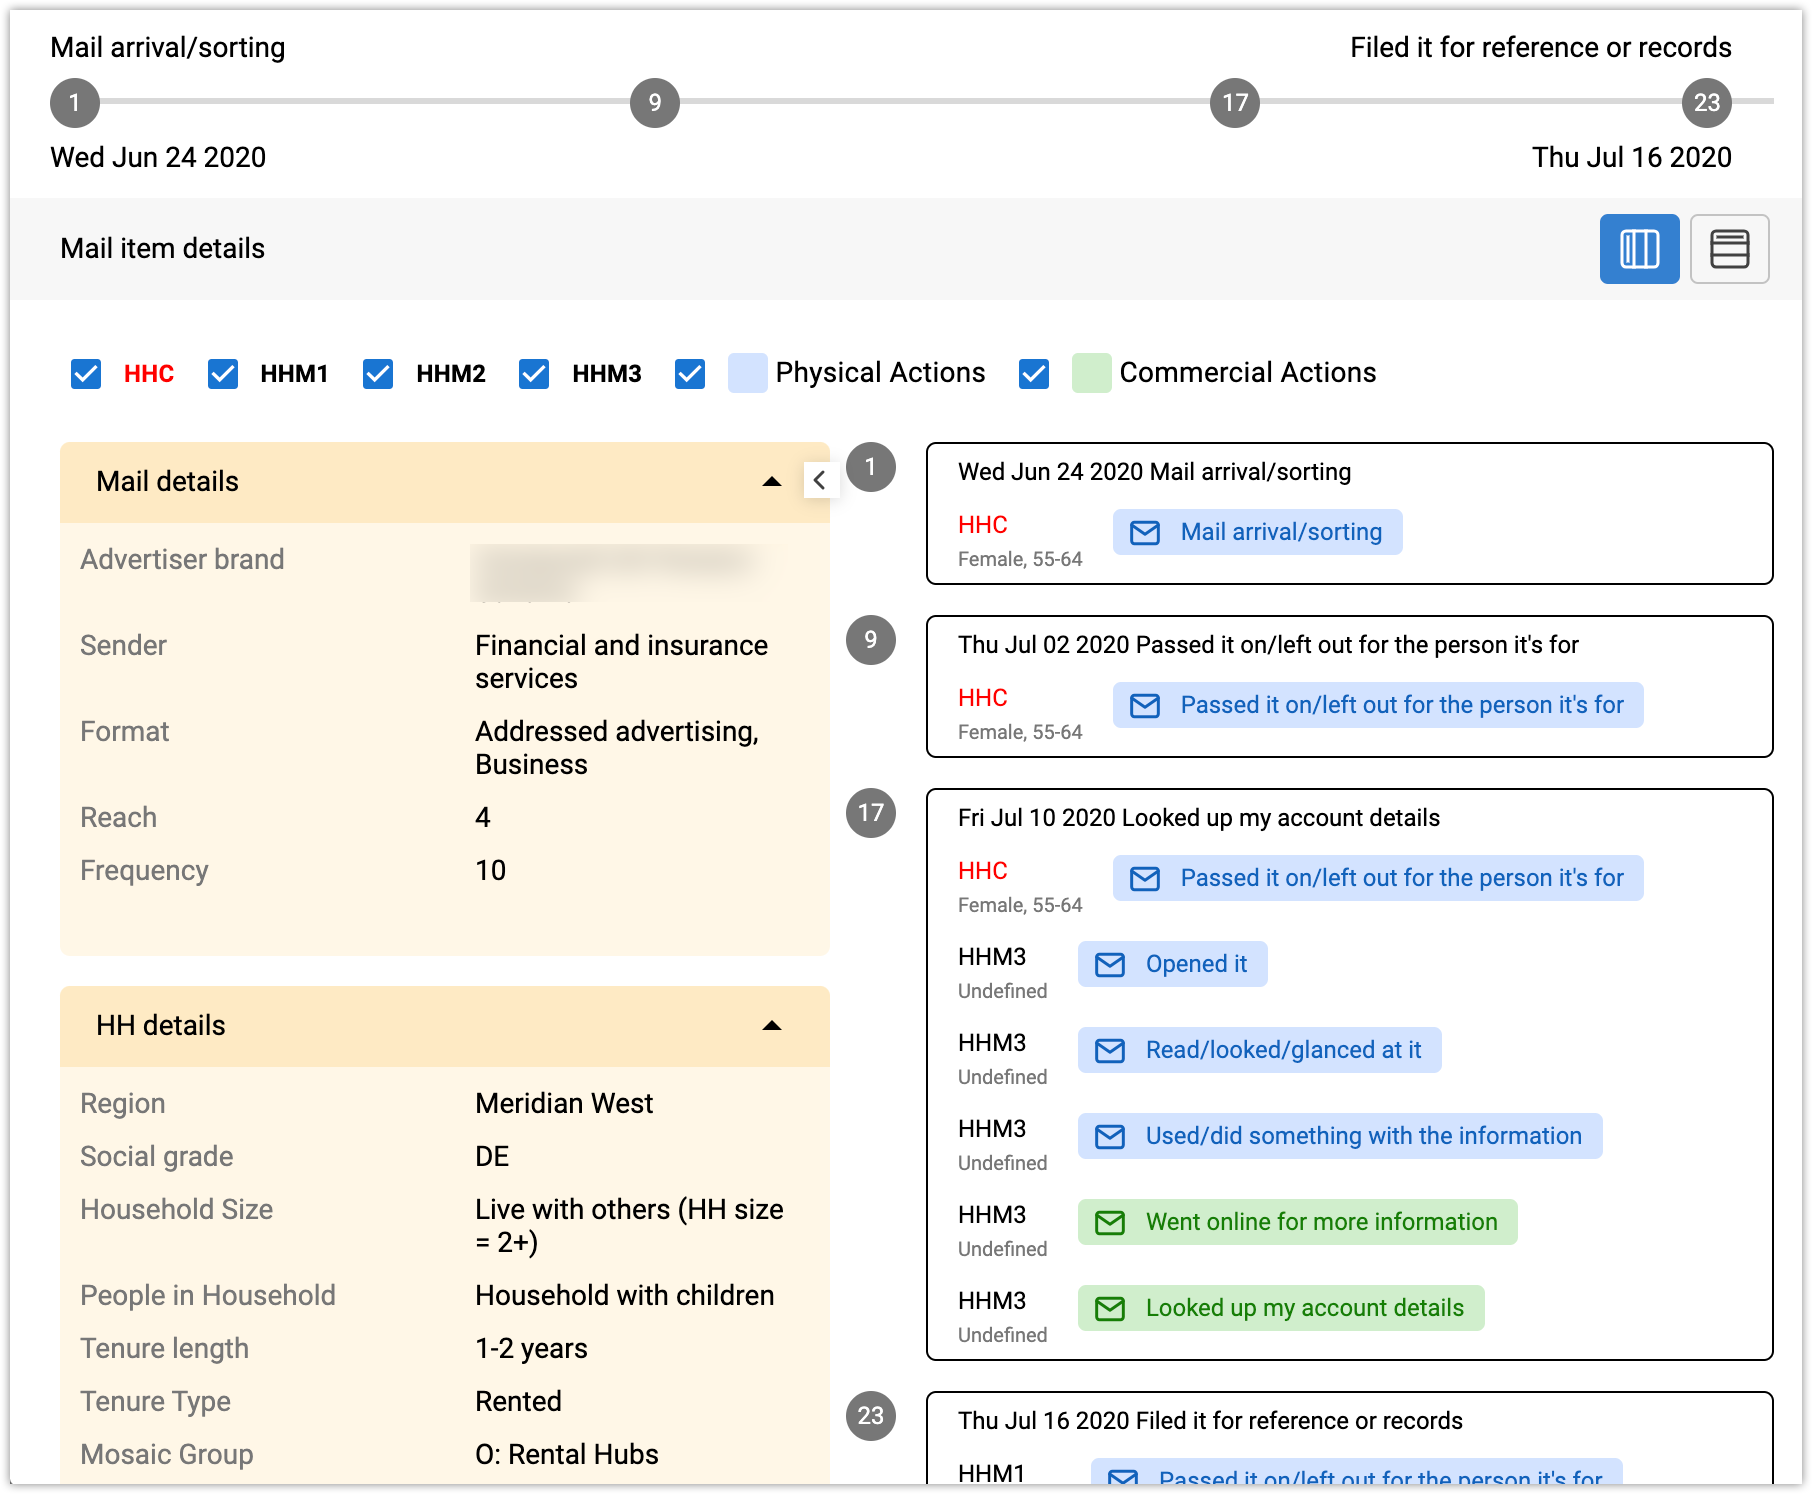 Mail arrival/sorting
Filed it for reference or records
1
9
17
23
Wed Jun 24 2020
Thu Jul 16 2020
Mail item details
HHC
HHM1
HHM2
HHM3
Physical Actions
Commercial Actions
Mail details
Advertiser brand
Sender
Financial and insurance
services
Format
Addressed advertising,
Business
Reach
4
Frequency
10
HH details
Region
Meridian West
Social grade
DE
Household Size
Live with others (HH size
= 2+)
People in Household
Household with children
Tenure length
1-2 years
Tenure Type
Rented
Mosaic Group
O: Rental Hubs
1
Wed Jun 24 2020 Mail arrival/sorting
HHC
Female, 55-64
Mail arrival/sorting
9
Thu Jul 02 2020 Passed it on/left out for the person it's for
HHC
Female, 55-64
Passed it on/left out for the person it's for
17
Fri Jul 10 2020 Looked up my account details
HHC
Female, 55-64
Passed it on/left out for the person it's for
HHM3
Undefined
Opened it
HHM3
Undefined
Read/looked/glanced at it
HHM3
Undefined
Used/did something with the information
HHM3
Undefined
Went online for more information
HHM3
Undefined
Looked up my account details
23
Thu Jul 16 2020 Filed it for reference or records
HHM1
Passed it on/left out for the person it's for